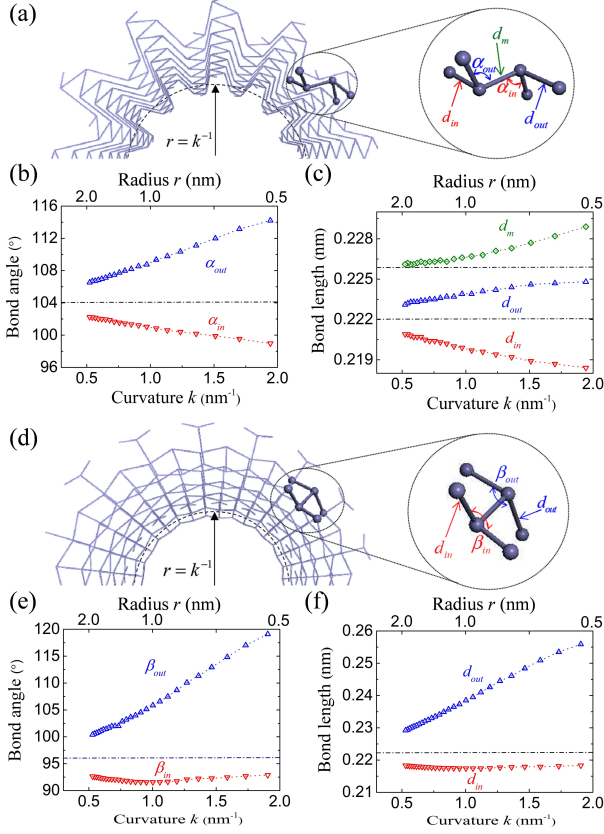 (a)
d_m
α_out
α_in
d_in
d_out
r = k⁻¹
(b)
Radius r (nm)
2.0 1.0 0.5
116
112
108
104
100
96
Bond angle (°)
α_out
α_in
0.5 1.0 1.5 2.0
Curvature k (nm⁻¹)
(c)
Radius r (nm)
2.0 1.0 0.5
0.228
0.225
0.222
0.219
Bond length (nm)
d_m
d_out
d_in
0.5 1.0 1.5 2.0
Curvature k (nm⁻¹)
(d)
β_out
d_out
d_in
β_in
r = k⁻¹
(e)
Radius r (nm)
2.0 1.0 0.5
120
115
110
105
100
95
90
Bond angle (°)
β_out
β_in
0.5 1.0 1.5 2.0
Curvature k (nm⁻¹)
(f)
Radius r (nm)
2.0 1.0 0.5
0.26
0.25
0.24
0.23
0.22
0.21
Bond length (nm)
d_out
d_in
0.5 1.0 1.5 2.0
Curvature k (nm⁻¹)